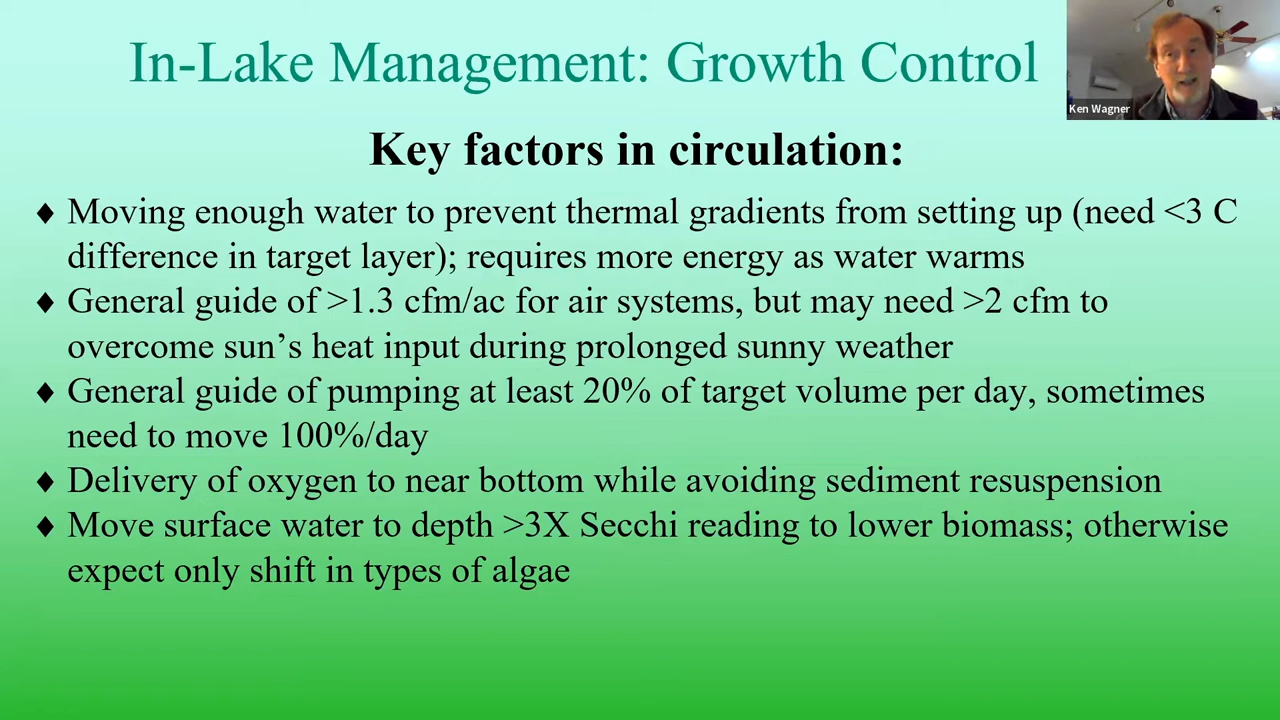 In-Lake Management: Growth Control
Ken Wagner
Key factors in circulation:
♦ Moving enough water to prevent thermal gradients from setting up (need <3 C
difference in target layer); requires more energy as water warms
♦ General guide of >1.3 cfm/ac for air systems, but may need >2 cfm to
overcome sun’s heat input during prolonged sunny weather
♦ General guide of pumping at least 20% of target volume per day, sometimes
need to move 100%/day
♦ Delivery of oxygen to near bottom while avoiding sediment resuspension
♦ Move surface water to depth >3X Secchi reading to lower biomass; otherwise
expect only shift in types of algae